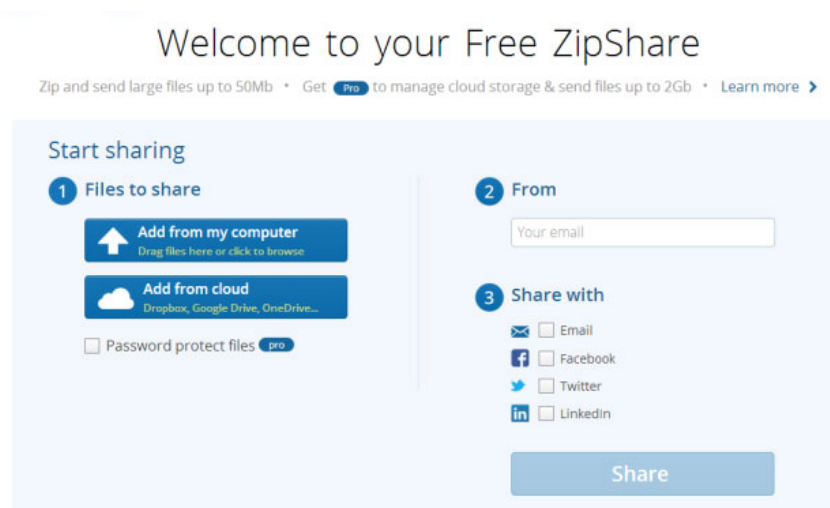 Welcome to your Free ZipShare
Zip and send large files up to 50Mb • Get Pro to manage cloud storage & send files up to 2Gb • Learn more >
Start sharing
1 Files to share
Add from my computer
Drag files here or click to browse
Add from cloud
Dropbox, Google Drive, OneDrive...
Password protect files pro
2 From
Your email
3 Share with
Email
Facebook
Twitter
LinkedIn
Share